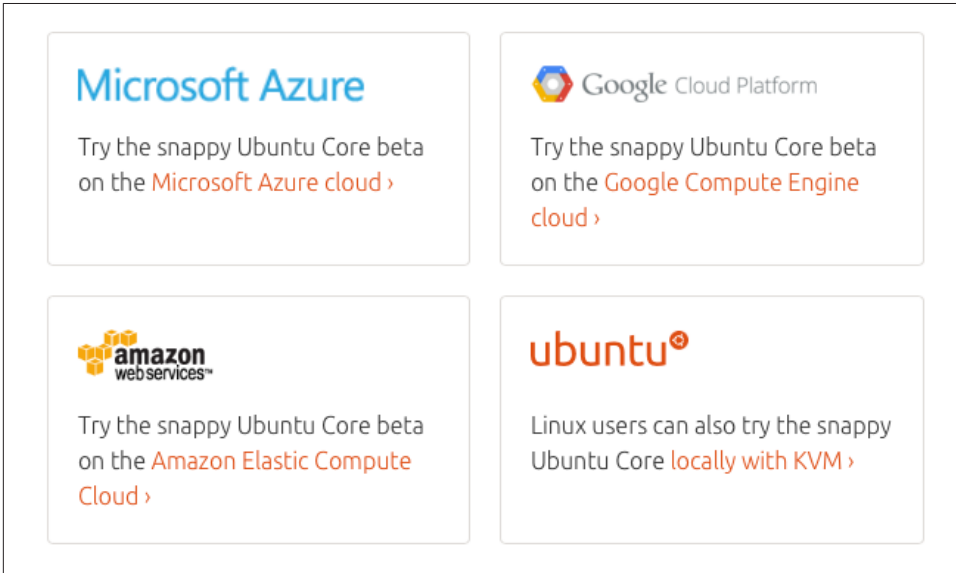 Microsoft Azure
Try the snappy Ubuntu Core beta
on the Microsoft Azure cloud ›
Google Cloud Platform
Try the snappy Ubuntu Core beta
on the Google Compute Engine
cloud ›
amazon
web services™
Try the snappy Ubuntu Core beta
on the Amazon Elastic Compute
Cloud ›
ubuntu
Linux users can also try the snappy
Ubuntu Core locally with KVM ›